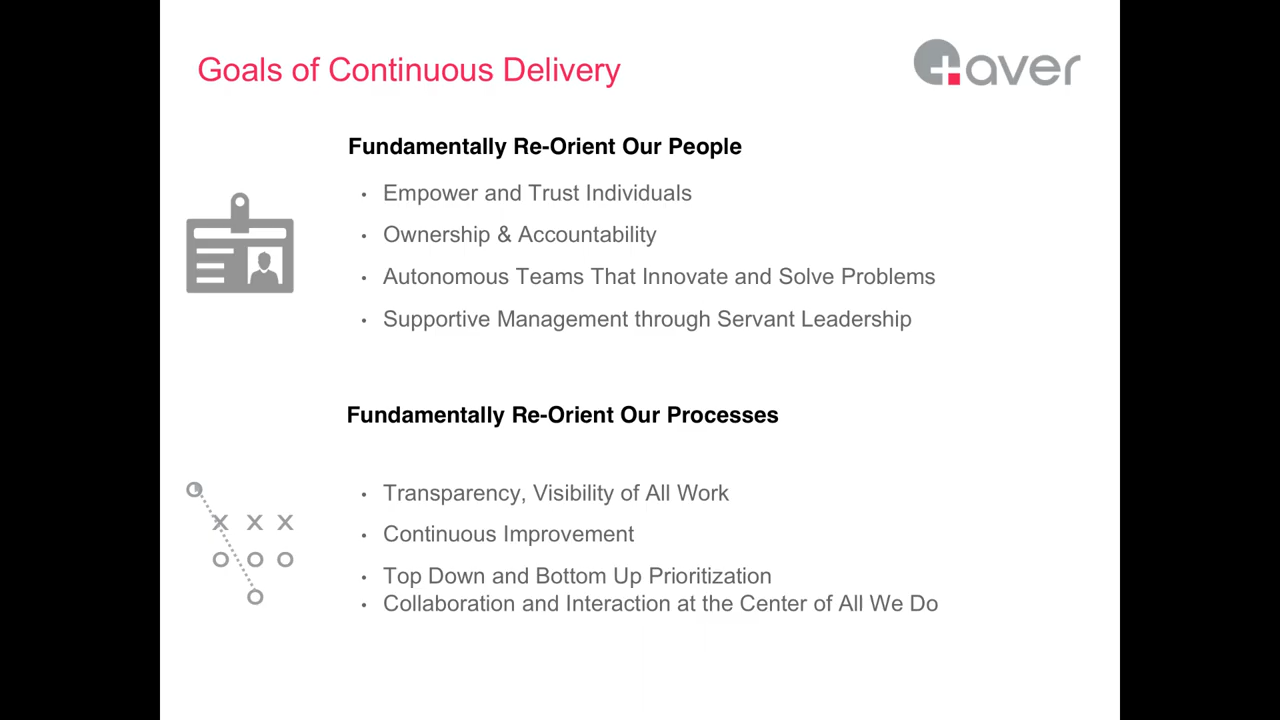 Goals of Continuous Delivery
aver
Fundamentally Re-Orient Our People
• Empower and Trust Individuals
• Ownership & Accountability
• Autonomous Teams That Innovate and Solve Problems
• Supportive Management through Servant Leadership
Fundamentally Re-Orient Our Processes
• Transparency, Visibility of All Work
• Continuous Improvement
• Top Down and Bottom Up Prioritization
• Collaboration and Interaction at the Center of All We Do
x x x
o o o
o